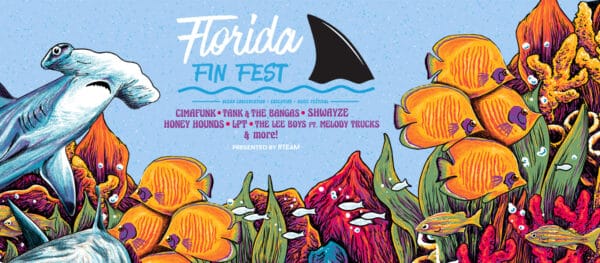 Florida
FIN FEST
OCEAN CONSERVATION • EDUCATION • MUSIC FESTIVAL
CIMAFUNK • TANK & THE BANGAS • SHWAYZE
HONEY HOUNDS • LPT • THE LEE BOYS FT. MELODY TRUCKS
& more!
PRESENTED BY